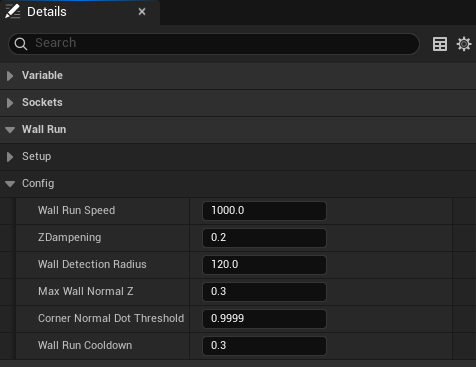 Details
Search
Variable
Sockets
Wall Run
Setup
Config
Wall Run Speed 1000.0
ZDampening 0.2
Wall Detection Radius 120.0
Max Wall Normal Z 0.3
Corner Normal Dot Threshold 0.9999
Wall Run Cooldown 0.3